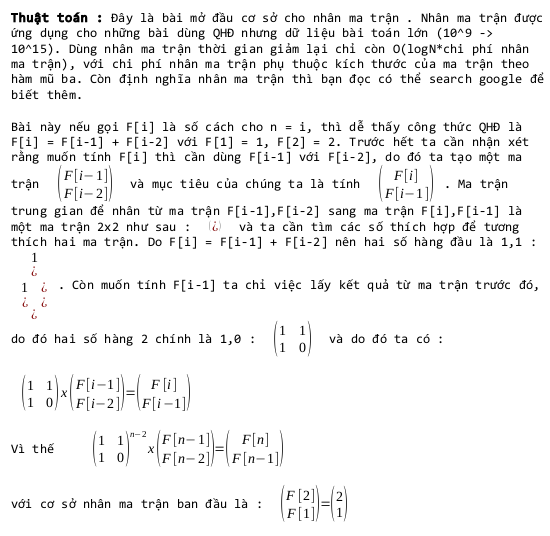 Thuật toán : Đây là bài mở đầu cơ sở cho nhân ma trận . Nhân ma trận được
ứng dụng cho những bài dùng QHĐ nhưng dữ liệu bài toán lớn (10^9 ->
10^15). Dùng nhân ma trận thời gian giảm lại chỉ còn O(logN*chi phí nhân
ma trận), với chi phí nhân ma trận phụ thuộc kích thước của ma trận theo
hàm mũ ba. Còn định nghĩa nhân ma trận thì bạn đọc có thể search google để
biết thêm.
Bài này nếu gọi F[i] là số cách cho n = i, thì dễ thấy công thức QHĐ là
F[i] = F[i-1] + F[i-2] với F[1] = 1, F[2] = 2. Trước hết ta cần nhận xét
rằng muốn tính F[i] thì cần dùng F[i-1] với F[i-2], do đó ta tạo một ma
trận (F[i−1] F[i−2]) và mục tiêu của chúng ta là tính (F[i] F[i−1]) . Ma trận
trung gian để nhân từ ma trận F[i-1],F[i-2] sang ma trận F[i],F[i-1] là
một ma trận 2x2 như sau : (¿) và ta cần tìm các số thích hợp để tương
thích hai ma trận. Do F[i] = F[i-1] + F[i-2] nên hai số hàng đầu là 1,1 :
1
¿
1 ¿ . Còn muốn tính F[i-1] ta chỉ việc lấy kết quả từ ma trận trước đó,
¿ ¿
¿
do đó hai số hàng 2 chính là 1,0 : (1 1 1 0) và do đó ta có :
(1 1 1 0)x(F[i−1] F[i−2])=(F[i] F[i−1])
Vì thế (1 1 1 0)^n−2 x(F[n−1] F[n−2])=(F[n] F[n−1])
với cơ sở nhân ma trận ban đầu là : (F[2] F[1])=(2 1)